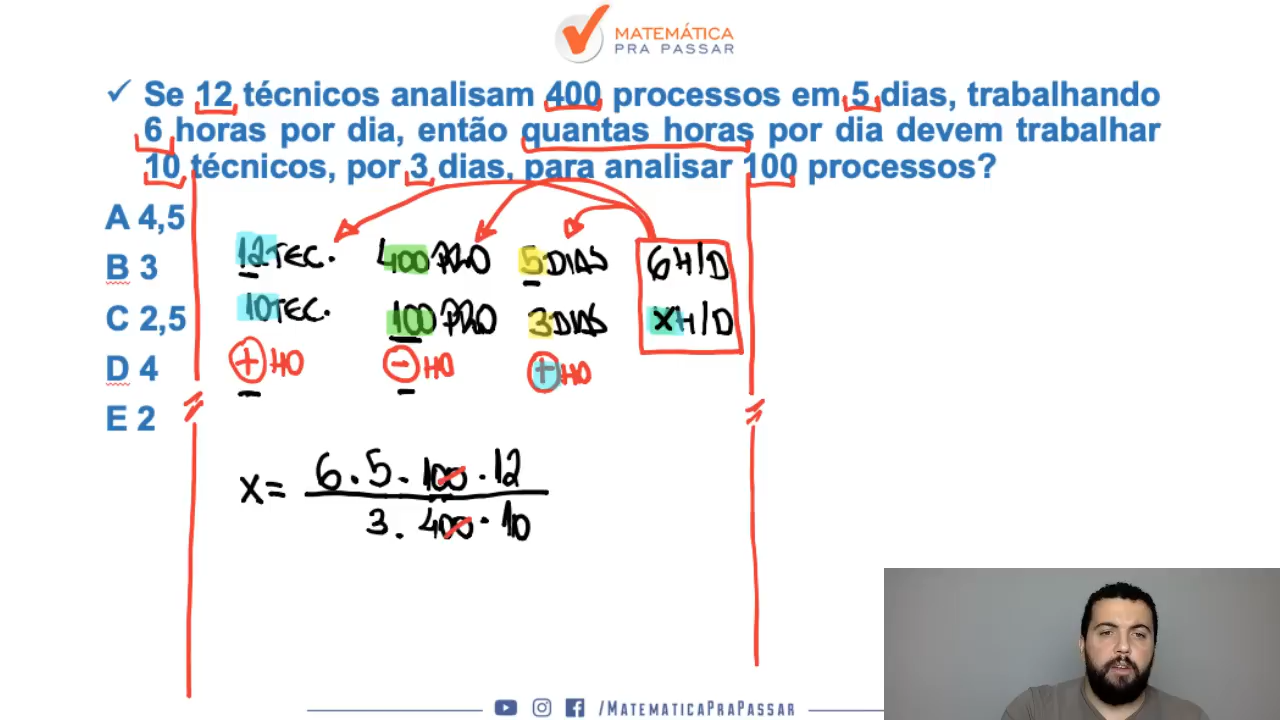 MATEMÁTICA
PRA PASSAR
✓ Se 12 técnicos analisam 400 processos em 5 dias, trabalhando
6 horas por dia, então quantas horas por dia devem trabalhar
10 técnicos, por 3 dias, para analisar 100 processos?
A 4,5
B 3
C 2,5
D 4
E 2
12 TEC. 400 PRO 5 DIAS 6 H/D
10 TEC. 100 PRO 3 DIAS X H/D
+ HO - HO + HO
x = 6 . 5 . 100 . 12
3 . 400 . 10
/MATEMATICAPRAPASSAR